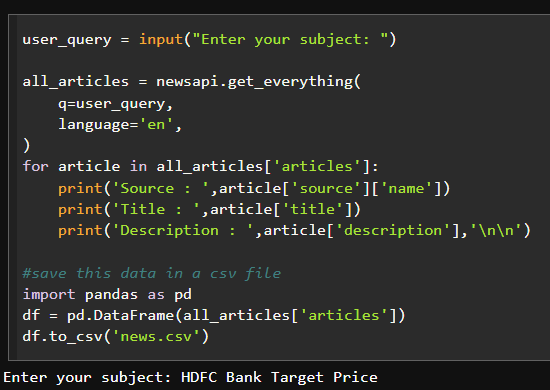 user_query = input("Enter your subject: ")
all_articles = newsapi.get_everything(
    q=user_query,
    language='en',
)
for article in all_articles['articles']:
    print('Source : ',article['source']['name'])
    print('Title : ',article['title'])
    print('Description : ',article['description'],'\n\n')
#save this data in a csv file
import pandas as pd
df = pd.DataFrame(all_articles['articles'])
df.to_csv('news.csv')
Enter your subject: HDFC Bank Target Price